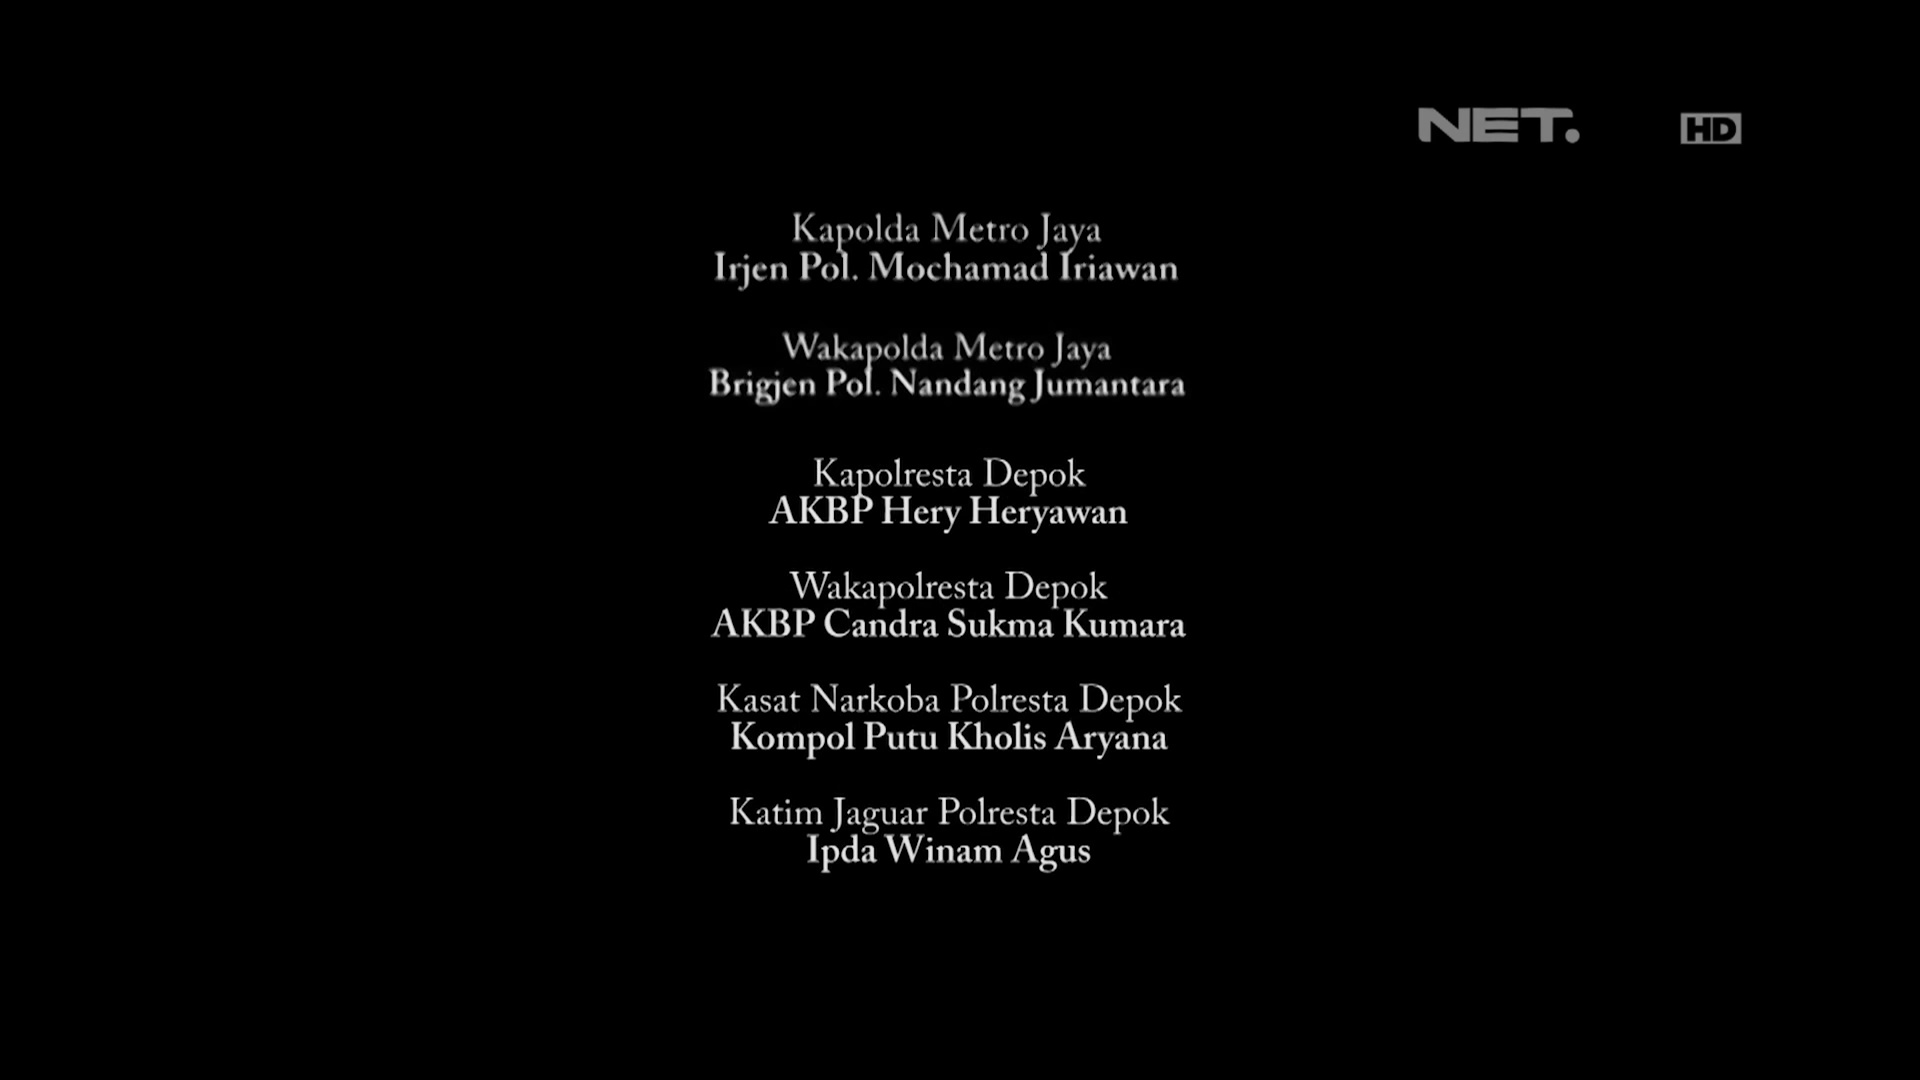 NET.
HD
Kapolda Metro Jaya
Irjen Pol. Mochamad Iriawan
Wakapolda Metro Jaya
Brigjen Pol. Nandang Jumantara
Kapolresta Depok
AKBP Hery Heryawan
Wakapolresta Depok
AKBP Candra Sukma Kumara
Kasat Narkoba Polresta Depok
Kompol Putu Kholis Aryana
Katim Jaguar Polresta Depok
Ipda Winam Agus